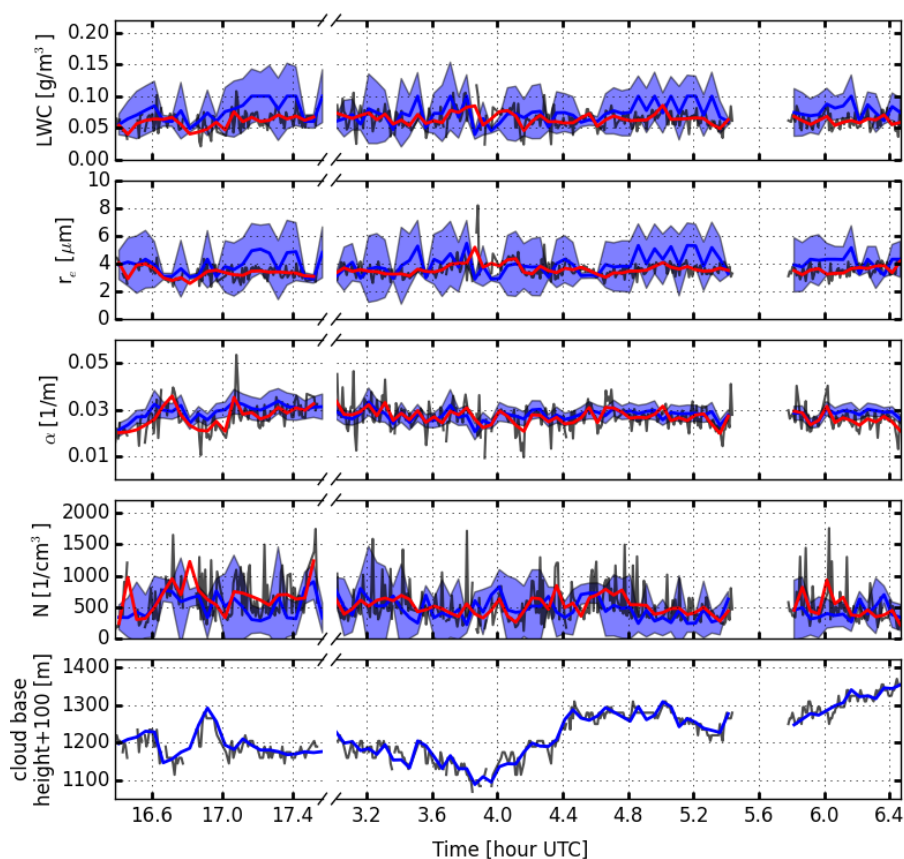 LWC [g/m³]
0.20
0.15
0.10
0.05
0.00
r_e [μm]
10
8
6
4
2
0
α [1/m]
0.05
0.03
0.01
N [1/cm³]
2000
1500
1000
500
0
cloud base
height+100 [m]
1400
1300
1200
1100
16.6 17.0 17.4 3.2 3.6 4.0 4.4 4.8 5.2 5.6 6.0 6.4
Time [hour UTC]